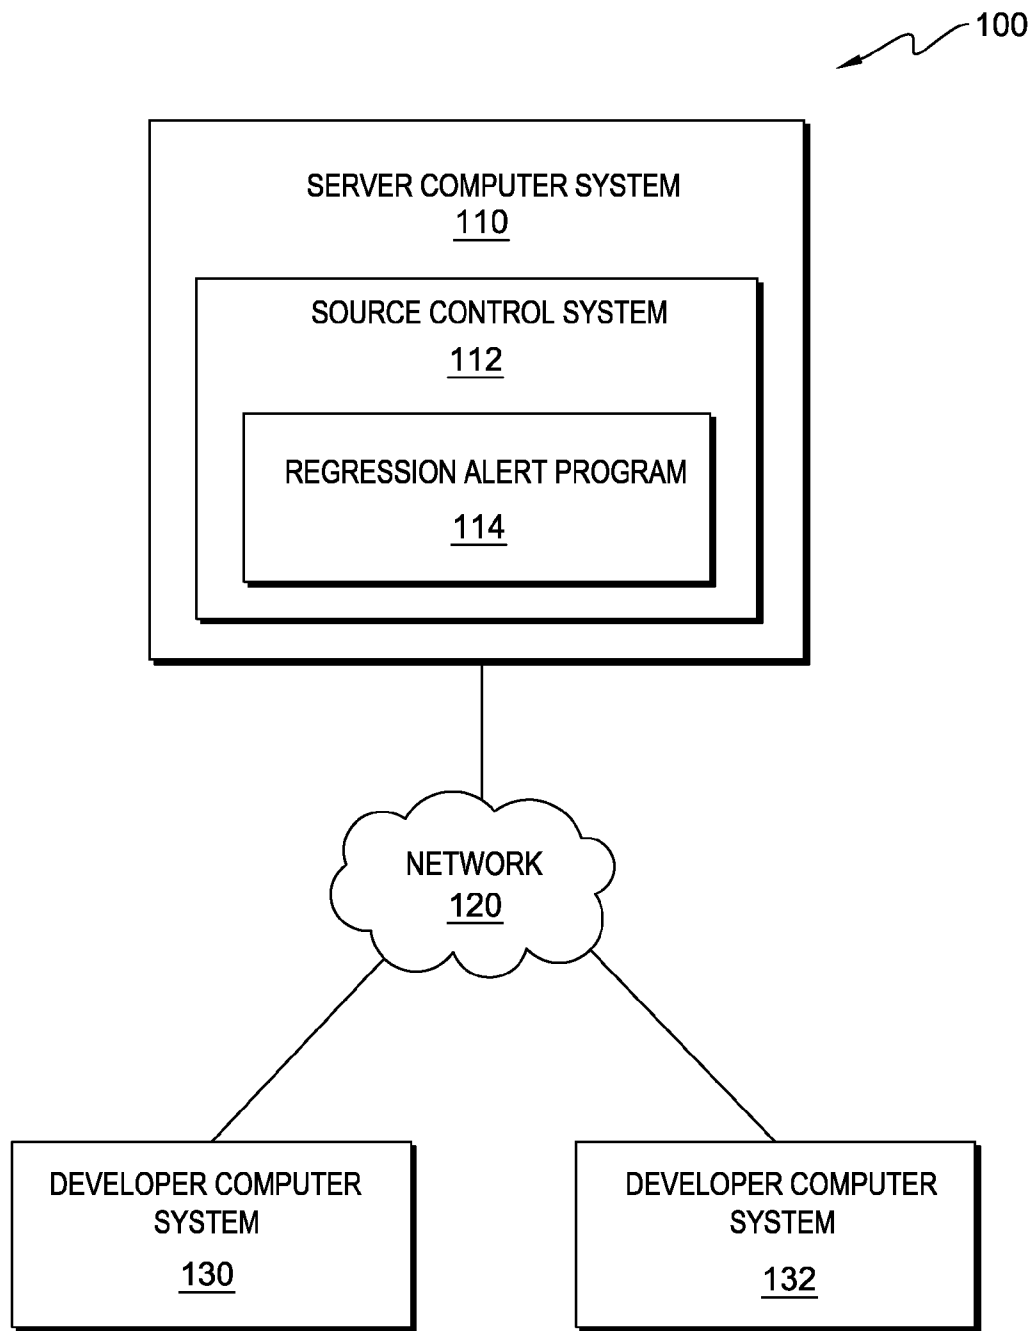 100
SERVER COMPUTER SYSTEM
110
SOURCE CONTROL SYSTEM
112
REGRESSION ALERT PROGRAM
114
NETWORK
120
DEVELOPER COMPUTER
SYSTEM
130
DEVELOPER COMPUTER
SYSTEM
132